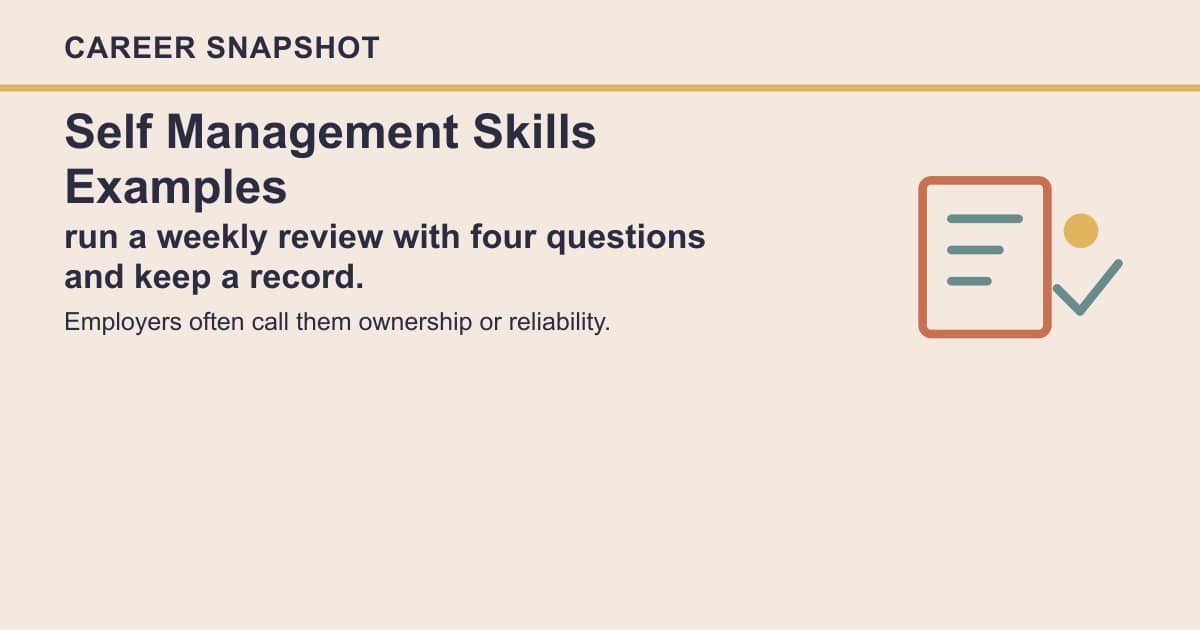 CAREER SNAPSHOT
Self Management Skills
Examples
run a weekly review with four questions
and keep a record.
Employers often call them ownership or reliability.